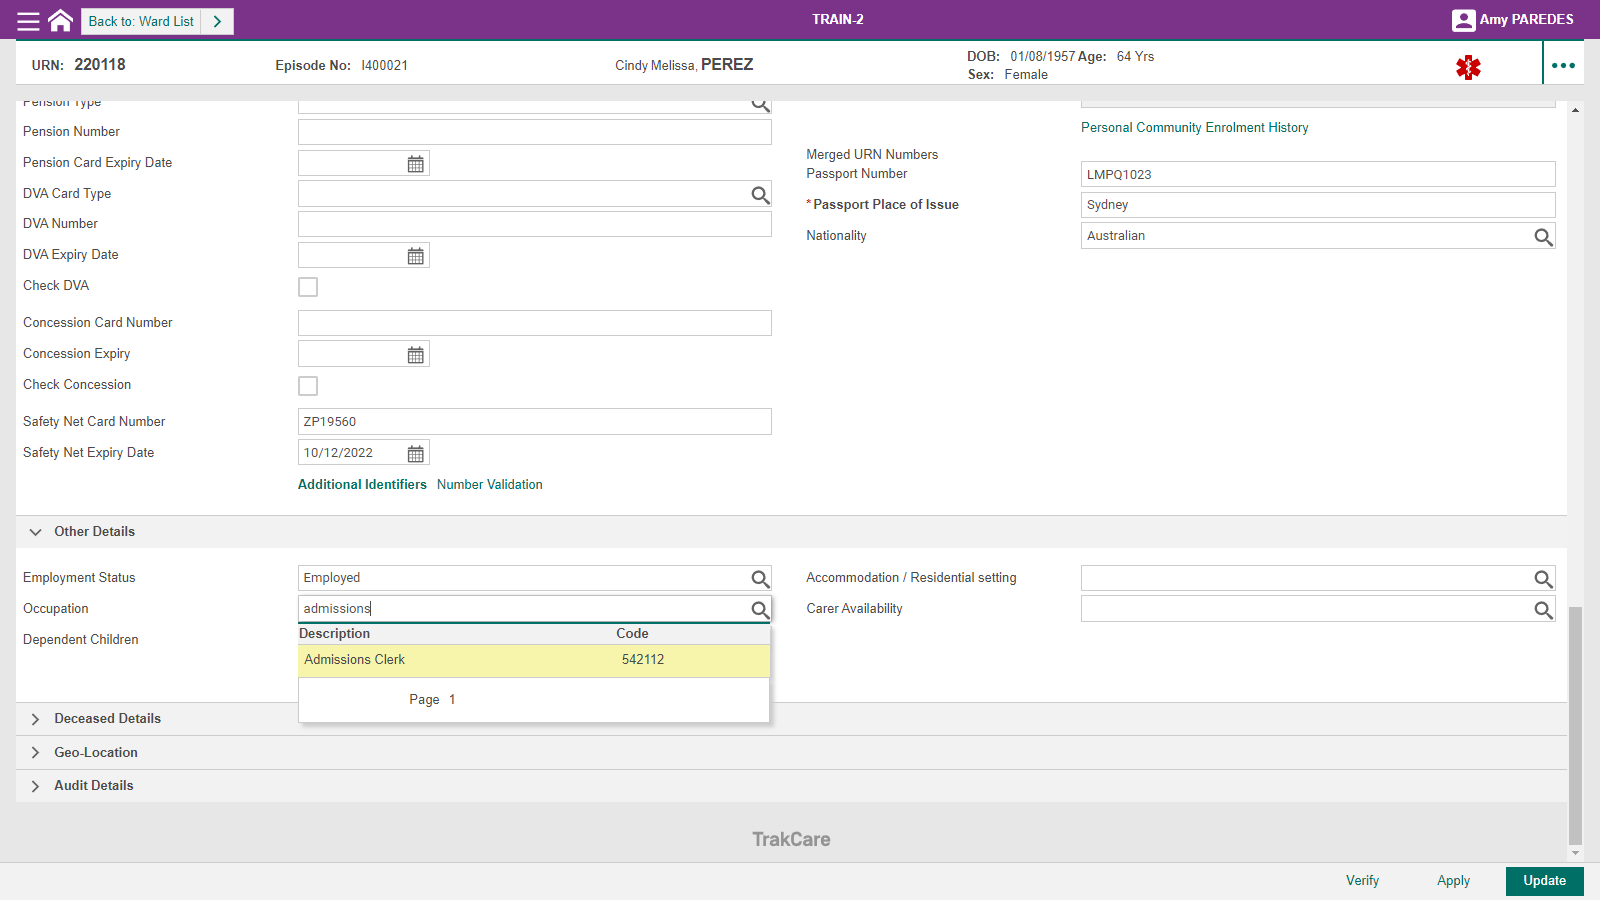 Back to: Ward List
TRAIN-2
Amy PAREDES
URN: 220118
Episode No: I400021
Cindy Melissa, PEREZ
DOB: 01/08/1957 Age: 64 Yrs
Sex: Female
Pension Type
Pension Number
Pension Card Expiry Date
DVA Card Type
DVA Number
DVA Expiry Date
Check DVA
Concession Card Number
Concession Expiry
Check Concession
Safety Net Card Number ZP19560
Safety Net Expiry Date 10/12/2022
Additional Identifiers Number Validation
Personal Community Enrolment History
Merged URN Numbers
Passport Number LMPQ1023
*Passport Place of Issue Sydney
Nationality Australian
Other Details
Employment Status Employed
Occupation admissions
Description Code
Admissions Clerk 542112
Page 1
Dependent Children
Accommodation / Residential setting
Carer Availability
Deceased Details
Geo-Location
Audit Details
TrakCare
Verify
Apply
Update